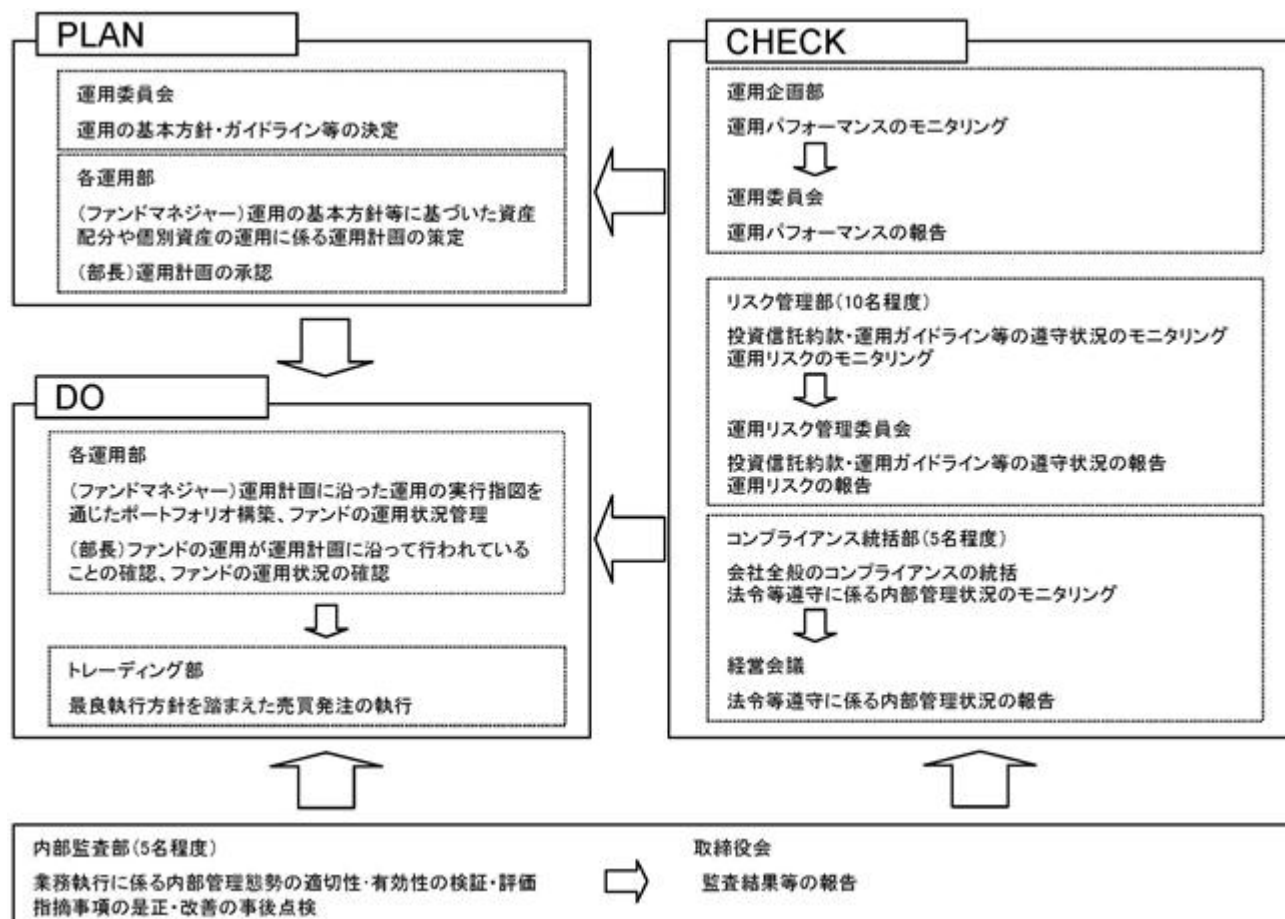 PLAN
運用委員会
運用の基本方針・ガイドライン等の決定
各運用部
(ファンドマネジャー)運用の基本方針等に基づいた資産
配分や個別資産の運用に係る運用計画の策定
(部長)運用計画の承認
DO
各運用部
(ファンドマネジャー)運用計画に沿った運用の実行指図を
通じたポートフォリオ構築、ファンドの運用状況管理
(部長)ファンドの運用が運用計画に沿って行われている
ことの確認、ファンドの運用状況の確認
トレーディング部
最良執行方針を踏まえた売買発注の執行
CHECK
運用企画部
運用パフォーマンスのモニタリング
運用委員会
運用パフォーマンスの報告
リスク管理部(10名程度)
投資信託約款・運用ガイドライン等の遵守状況のモニタリング
運用リスクのモニタリング
運用リスク管理委員会
投資信託約款・運用ガイドライン等の遵守状況の報告
運用リスクの報告
コンプライアンス統括部(5名程度)
会社全般のコンプライアンスの統括
法令等遵守に係る内部管理状況のモニタリング
経営会議
法令等遵守に係る内部管理状況の報告
内部監査部(5名程度)
業務執行に係る内部管理態勢の適切性・有効性の検証・評価
指摘事項の是正・改善の事後点検
取締役会
監査結果等の報告